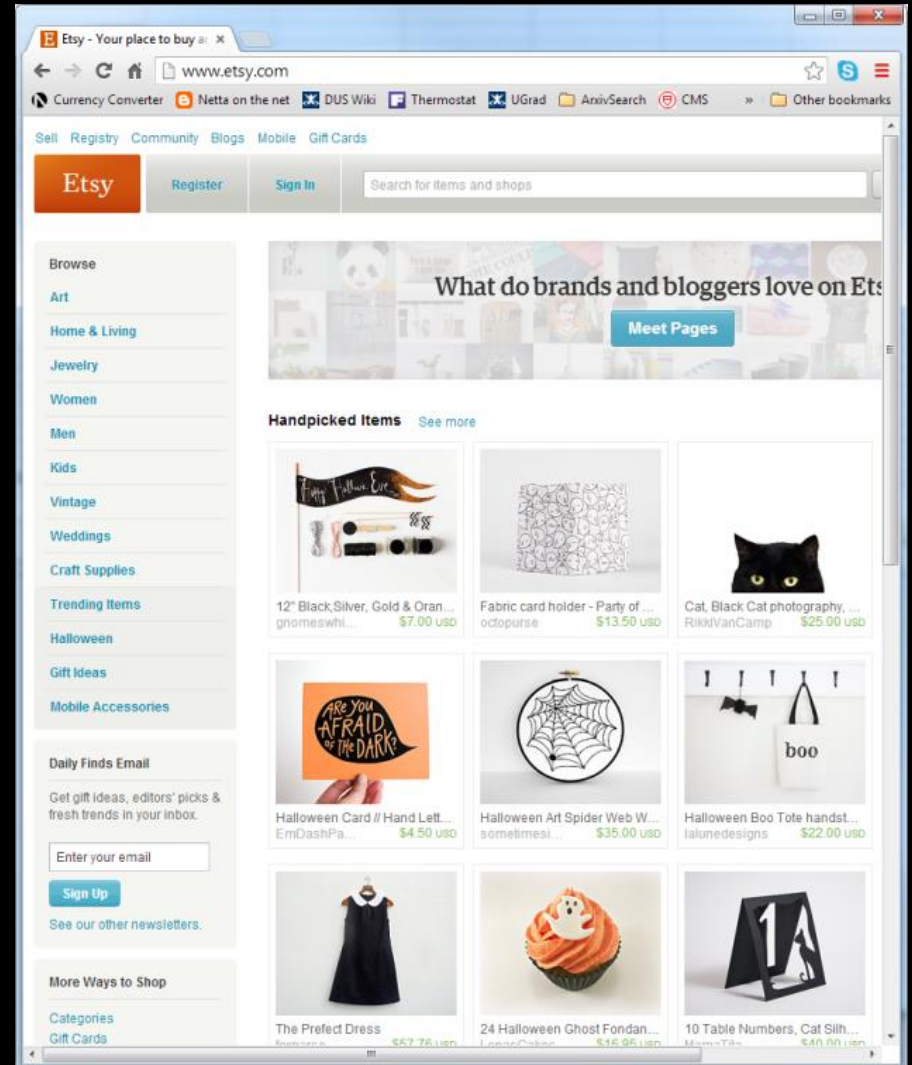 Etsy - Your place to buy a
www.etsy.com
Currency Converter Netta on the net DUS Wiki Thermostat UGrad ArxivSearch CMS » Other bookmarks
Sell Registry Community Blogs Mobile Gift Cards
Etsy Register Sign In Search for items and shops
Browse
Art
Home & Living
Jewelry
Women
Men
Kids
Vintage
Weddings
Craft Supplies
Trending Items
Halloween
Gift Ideas
Mobile Accessories
Daily Finds Email
Get gift ideas, editors' picks &
fresh trends in your inbox.
Enter your email
Sign Up
See our other newsletters.
More Ways to Shop
Categories
Gift Cards
What do brands and bloggers love on Ets
Meet Pages
Handpicked Items See more
Happy Hallows Eve
12" Black,Silver, Gold & Oran...
gnomeswhi... $7.00 USD
Fabric card holder - Party of ...
octopurse $13.50 USD
Cat, Black Cat photography, ...
RikkiVanCamp $25.00 USD
ARE YOU
AFRAID
OF THE DARK?
Halloween Card // Hand Lett...
EmDashPa... $4.50 USD
Halloween Art Spider Web W...
sometimesi... $35.00 USD
boo
Halloween Boo Tote handst...
lalunedesigns $22.00 USD
The Prefect Dress
$57.76 USD
24 Halloween Ghost Fondan...
$16.95 USD
1
10 Table Numbers, Cat Silh...
$40.00 USD